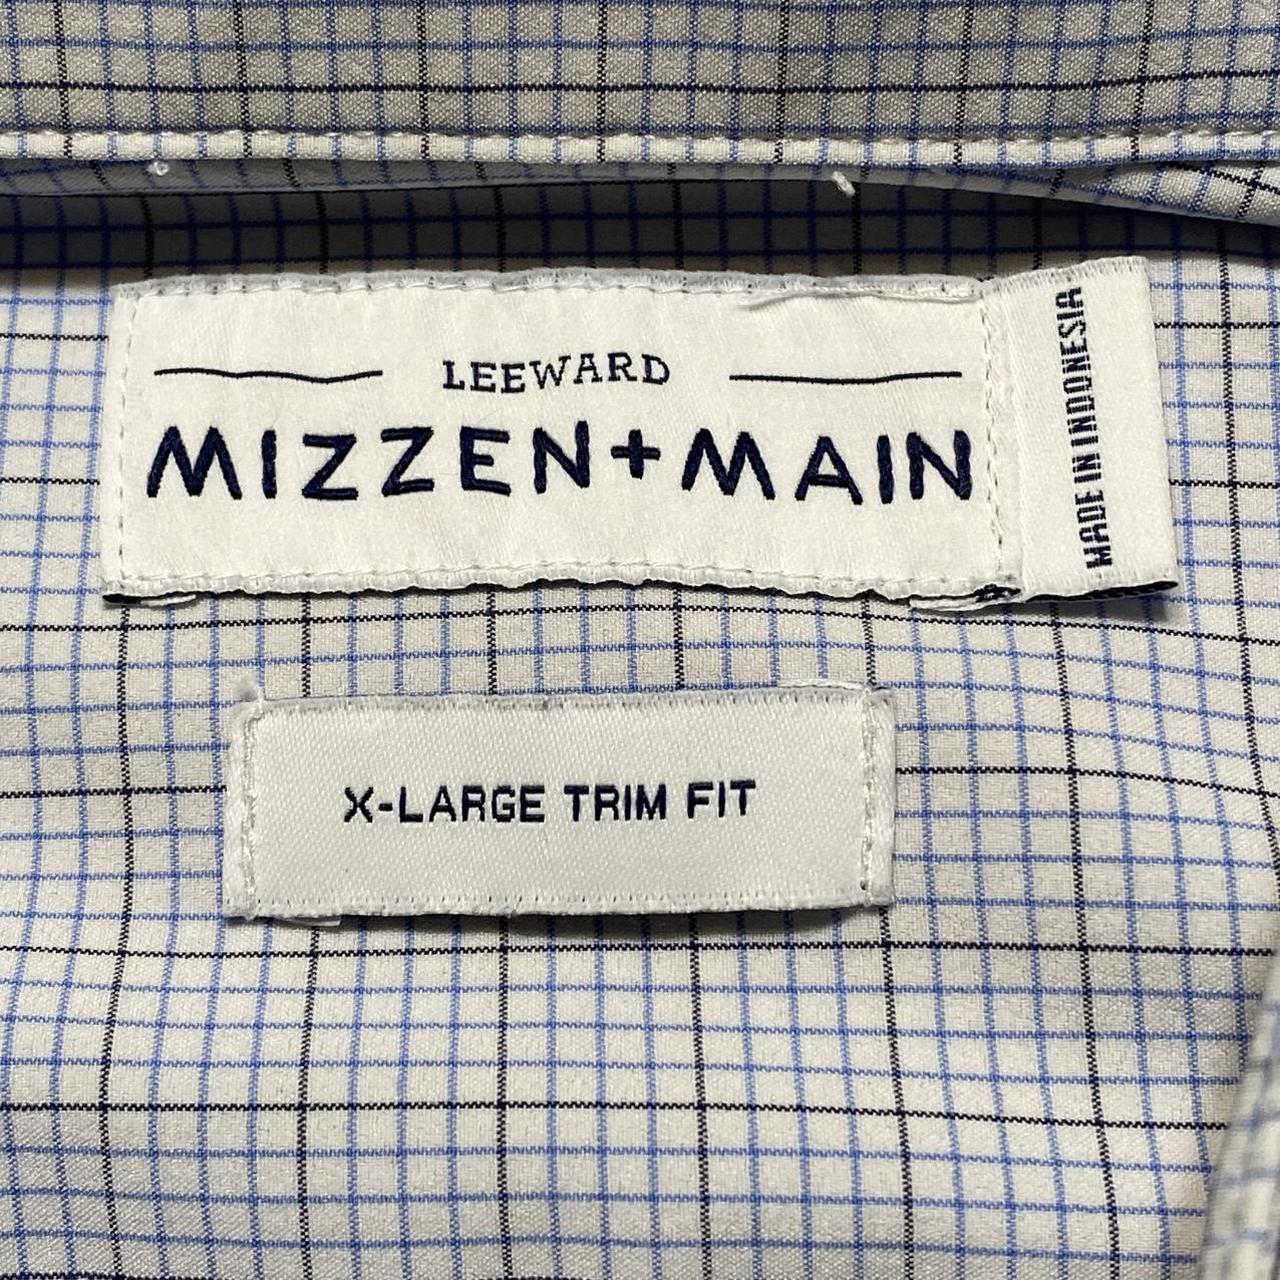 LEEWARD
MIZZEN+MAIN
MADE IN INDONESIA
X-LARGE TRIM FIT